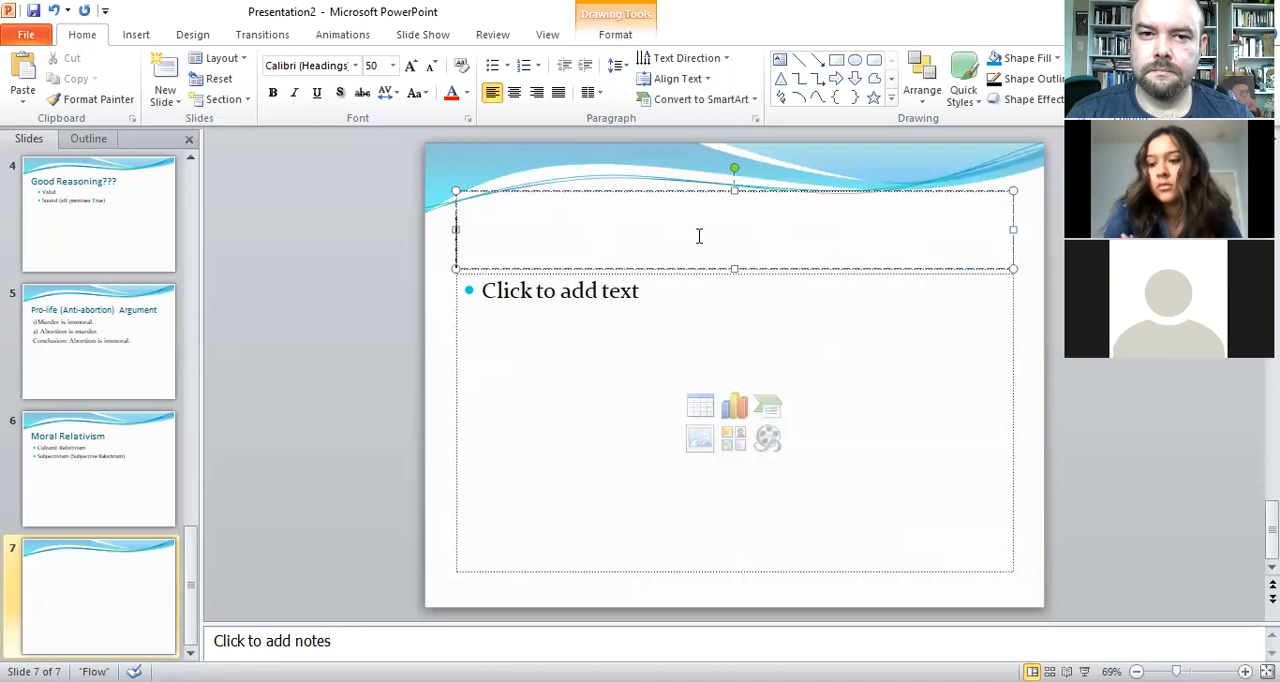 Presentation2 - Microsoft PowerPoint
Drawing Tools
File Home Insert Design Transitions Animations Slide Show Review View Format
Paste
Cut
Copy
Format Painter
Clipboard
New Slide
Layout
Reset
Section
Slides
Calibri (Headings) 50
B I U S abc AV Aa A
Font
Text Direction
Align Text
Convert to SmartArt
Paragraph
Arrange
Quick Styles
Shape Fill
Shape Outlin
Shape Effect
Drawing
Slides Outline
4
Good Reasoning???
Valid
Sound (all premises True)
5
Pro-life (Anti-abortion) Argument
1)Murder is immoral.
2) Abortion is murder.
Conclusion: Abortion is immoral.
6
Moral Relativism
Cultural Relativism
Subjectivism (Subjective Relativism)
7
Click to add text
Click to add notes
Slide 7 of 7 "Flow" 69%